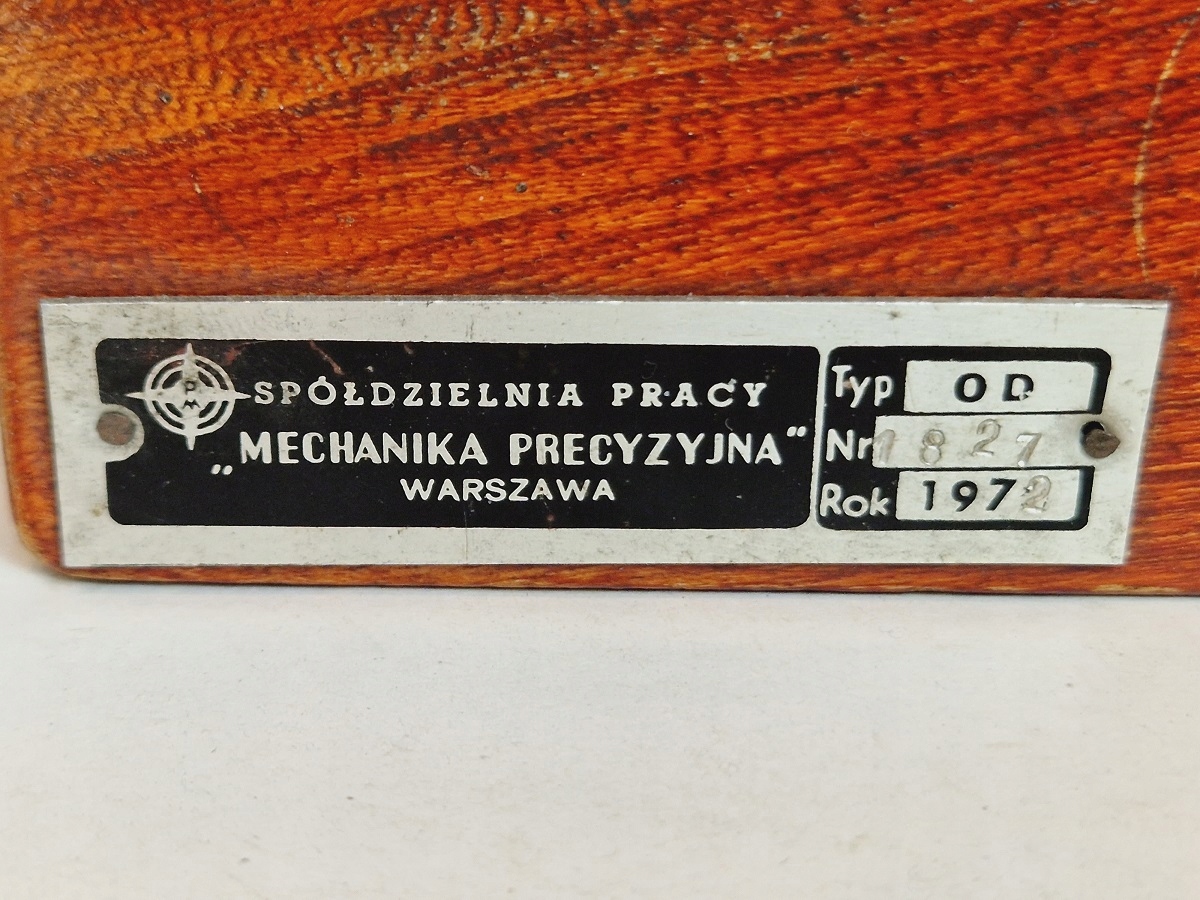 SPÓŁDZIELNIA PRACY
„MECHANIKA PRECYZYJNA"
WARSZAWA
Typ OD
Nr 1827
Rok 1972